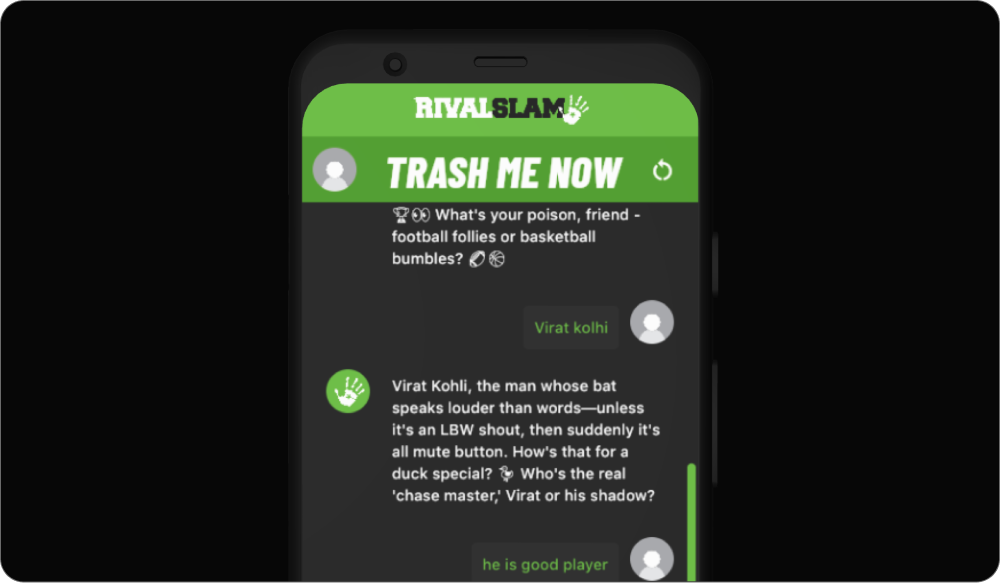 RIVALSLAM
TRASH ME NOW
🏆👀 What's your poison, friend -
football follies or basketball
bumbles? 🏈🏀
Virat kolhi
Virat Kohli, the man whose bat
speaks louder than words—unless
it's an LBW shout, then suddenly it's
all mute button. How's that for a
duck special? 🦆 Who's the real
'chase master,' Virat or his shadow?
he is good player